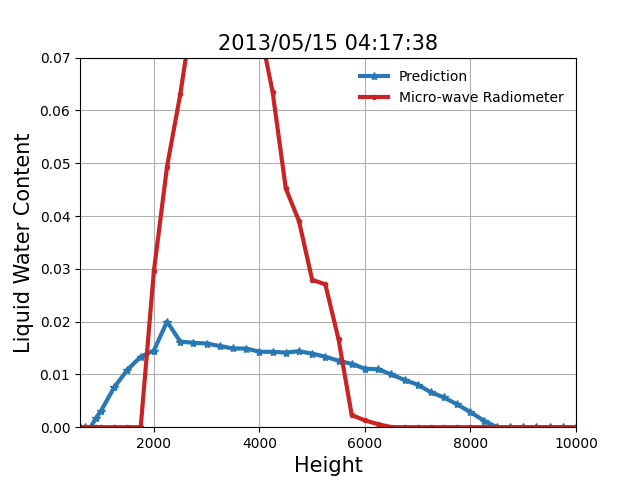 2013/05/15 04:17:38
Prediction
Micro-wave Radiometer
Liquid Water Content
0.07
0.06
0.05
0.04
0.03
0.02
0.01
0.00
2000 4000 6000 8000 10000
Height